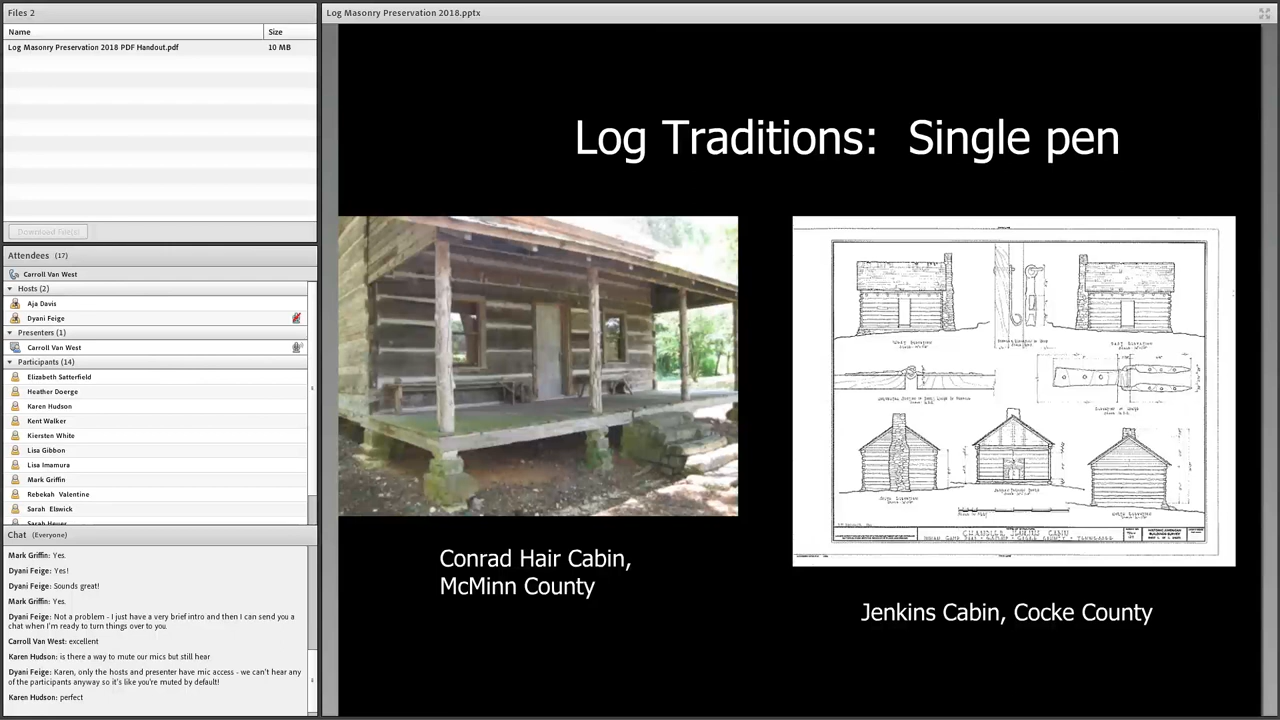 Files 2
Name Size
Log Masonry Preservation 2018 PDF Handout.pdf 10 MB
Download File(s)
Attendees (17)
Carroll Van West
Hosts (2)
Aja Davis
Dyani Feige
Presenters (1)
Carroll Van West
Participants (14)
Elizabeth Satterfield
Heather Doerge
Karen Hudson
Kent Walker
Kiersten White
Lisa Gibbon
Lisa Imamura
Mark Griffin
Rebekah Valentine
Sarah Elswick
Chat (Everyone)
Mark Griffin: Yes.
Dyani Feige: Yes!
Dyani Feige: Sounds great!
Mark Griffin: Yes.
Dyani Feige: Not a problem - I just have a very brief intro and then I can send you a
chat when I'm ready to turn things over to you.
Carroll Van West: excellent
Karen Hudson: is there a way to mute our mics but still hear
Dyani Feige: Karen, only the hosts and presenter have mic access - we can't hear any
of the participants anyway so it's like you're muted by default!
Karen Hudson: perfect
Log Masonry Preservation 2018.pptx
Log Traditions: Single pen
Conrad Hair Cabin,
McMinn County
Jenkins Cabin, Cocke County